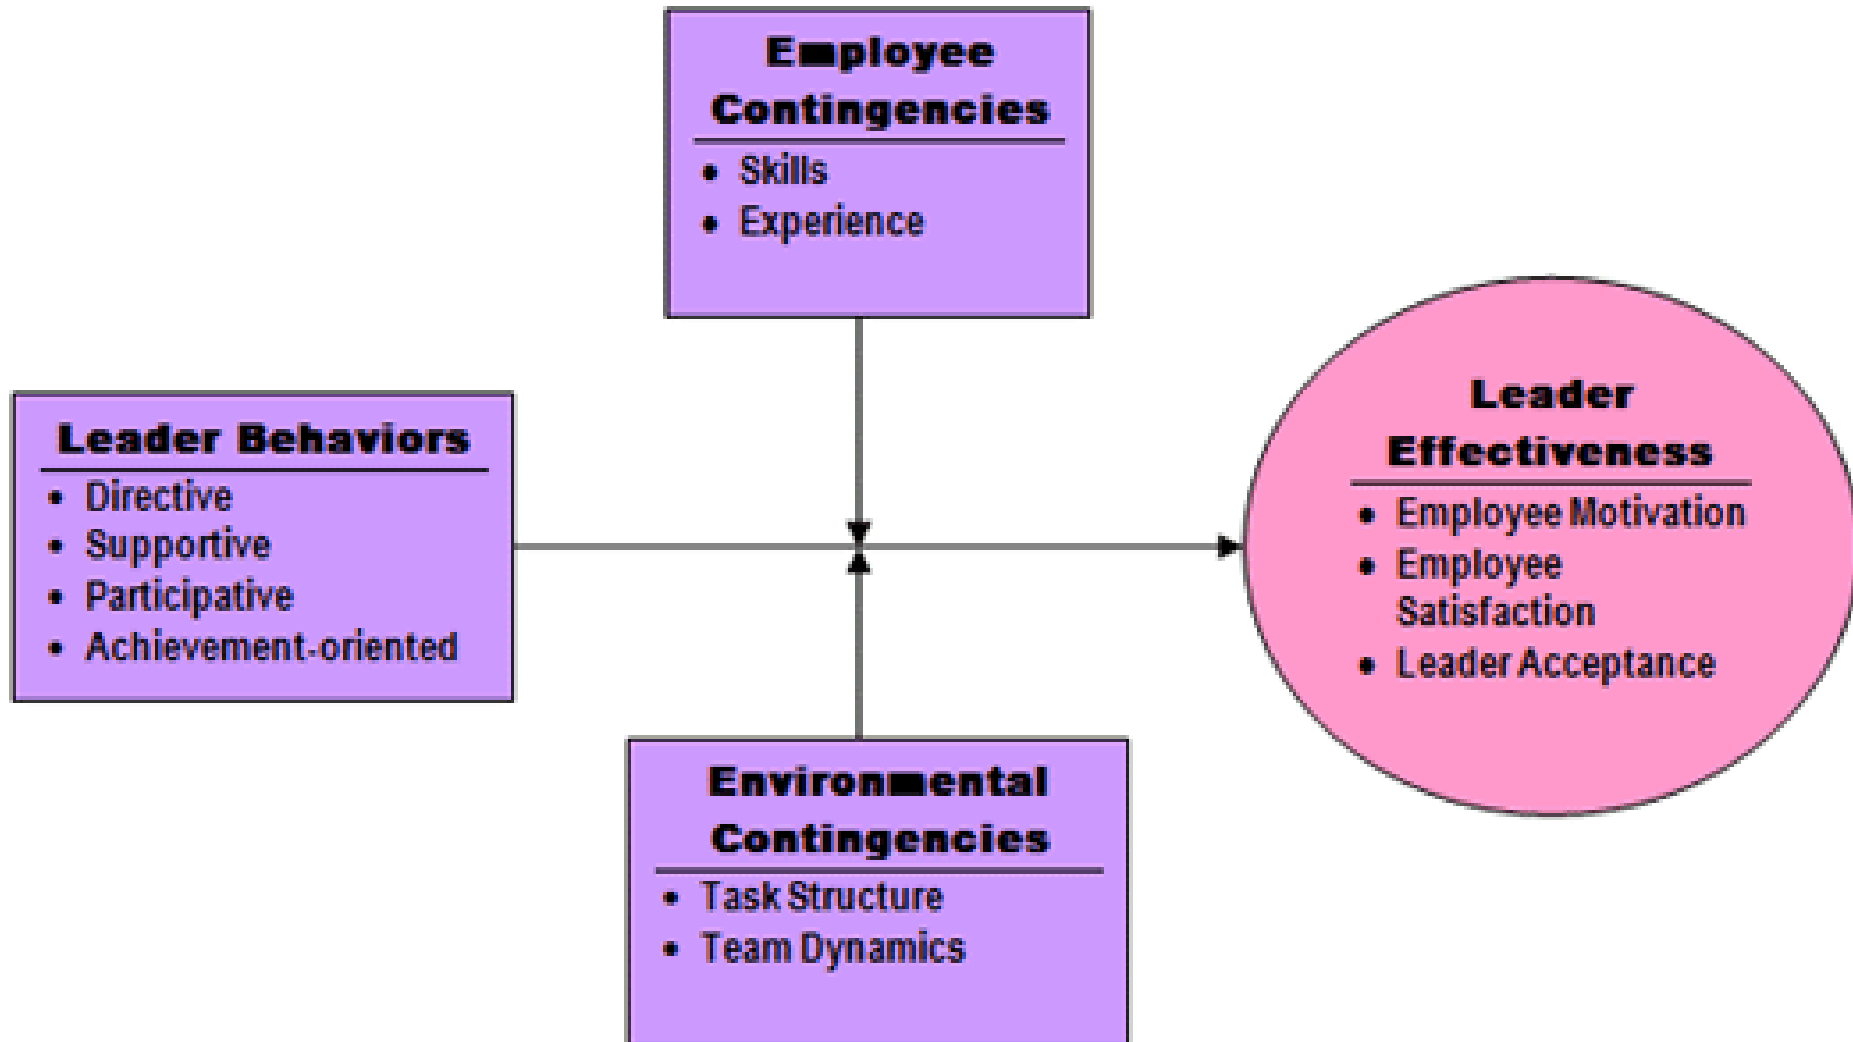 Employee
Contingencies
• Skills
• Experience
Leader Behaviors
• Directive
• Supportive
• Participative
• Achievement-oriented
Leader
Effectiveness
• Employee Motivation
• Employee
Satisfaction
• Leader Acceptance
Environmental
Contingencies
• Task Structure
• Team Dynamics